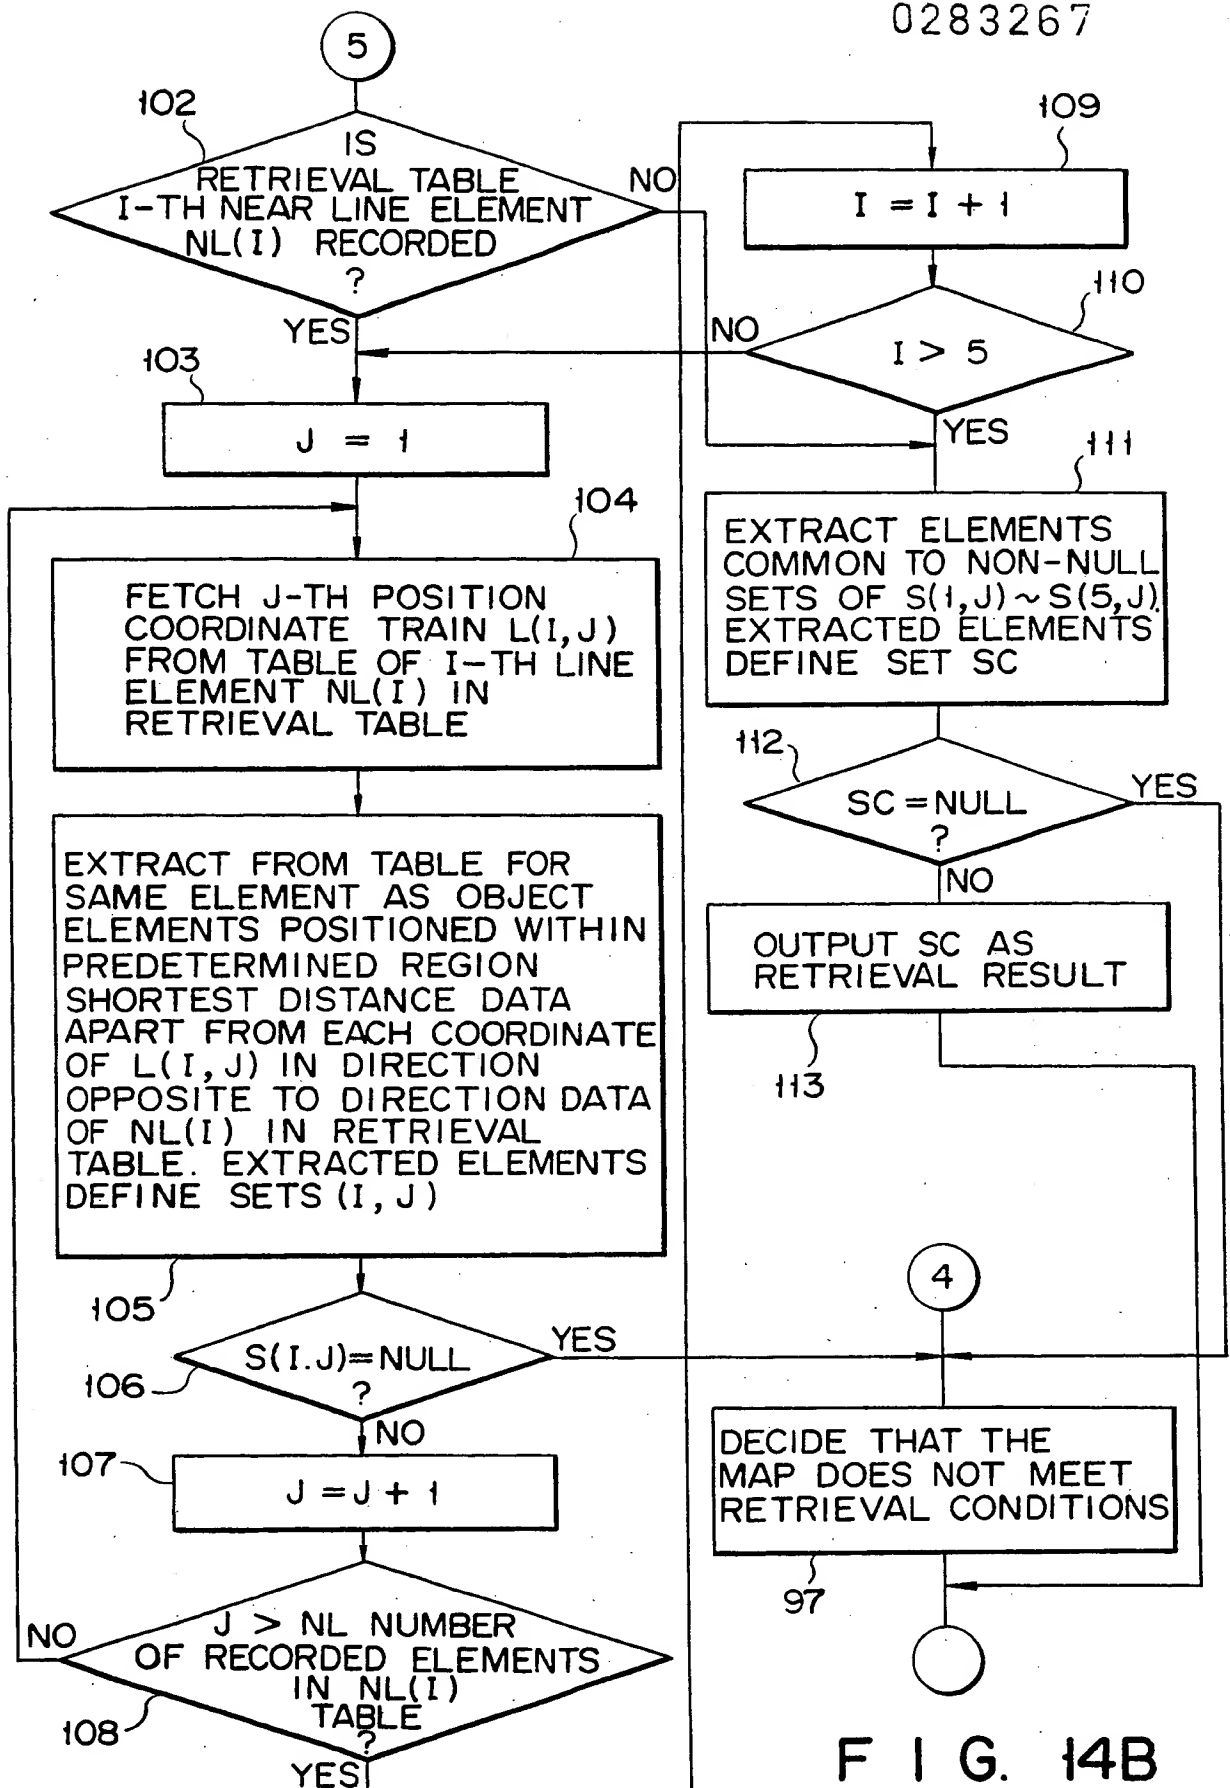 0283267
5
102
IS
RETRIEVAL TABLE
I-TH NEAR LINE ELEMENT
NL(I) RECORDED
?
NO
YES
103
J = 1
104
FETCH J-TH POSITION
COORDINATE TRAIN L(I,J)
FROM TABLE OF I-TH LINE
ELEMENT NL(I) IN
RETRIEVAL TABLE
EXTRACT FROM TABLE FOR
SAME ELEMENT AS OBJECT
ELEMENTS POSITIONED WITHIN
PREDETERMINED REGION
SHORTEST DISTANCE DATA
APART FROM EACH COORDINATE
OF L(I,J) IN DIRECTION
OPPOSITE TO DIRECTION DATA
OF NL(I) IN RETRIEVAL
TABLE. EXTRACTED ELEMENTS
DEFINE SETS (I,J)
105
S(I.J)=NULL
?
YES
106
NO
107
J = J + 1
J > NL NUMBER
OF RECORDED ELEMENTS
IN NL(I)
TABLE
?
NO
108
YES
109
I = I + 1
110
I > 5
NO
YES
111
EXTRACT ELEMENTS
COMMON TO NON-NULL
SETS OF S(1,J)~S(5,J).
EXTRACTED ELEMENTS
DEFINE SET SC
112
SC = NULL
?
YES
NO
OUTPUT SC AS
RETRIEVAL RESULT
113
4
DECIDE THAT THE
MAP DOES NOT MEET
RETRIEVAL CONDITIONS
97
FIG. 14B